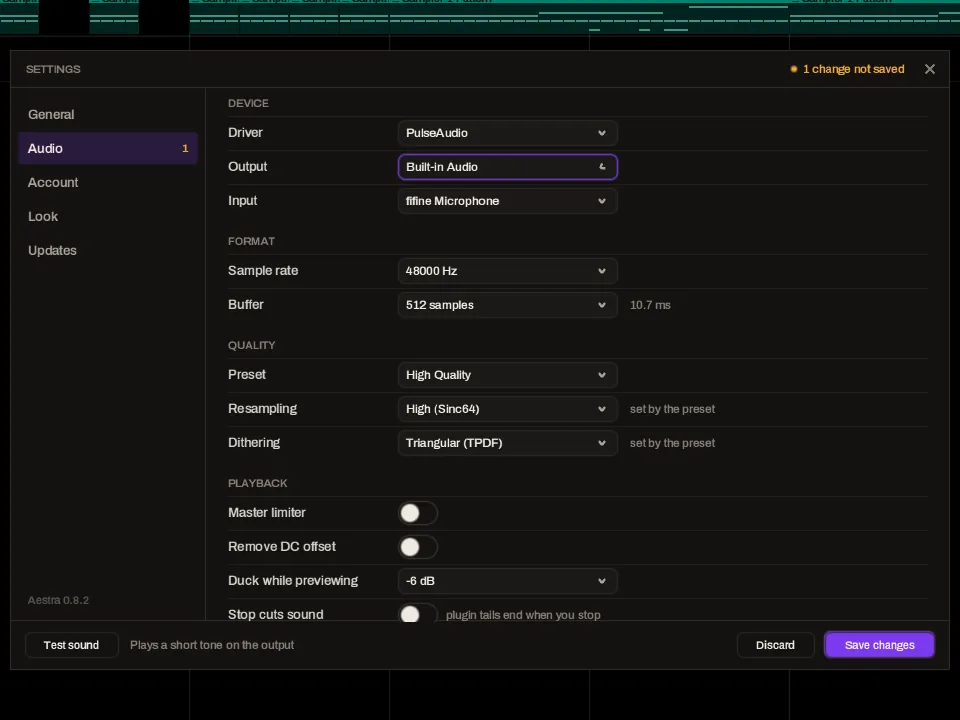 SETTINGS
1 change not saved
General
Audio 1
Account
Look
Updates
Aestra 0.8.2
DEVICE
Driver PulseAudio
Output Built-in Audio
Input fifine Microphone
FORMAT
Sample rate 48000 Hz
Buffer 512 samples 10.7 ms
QUALITY
Preset High Quality
Resampling High (Sinc64) set by the preset
Dithering Triangular (TPDF) set by the preset
PLAYBACK
Master limiter
Remove DC offset
Duck while previewing -6 dB
Stop cuts sound plugin tails end when you stop
Test sound Plays a short tone on the output
Discard Save changes